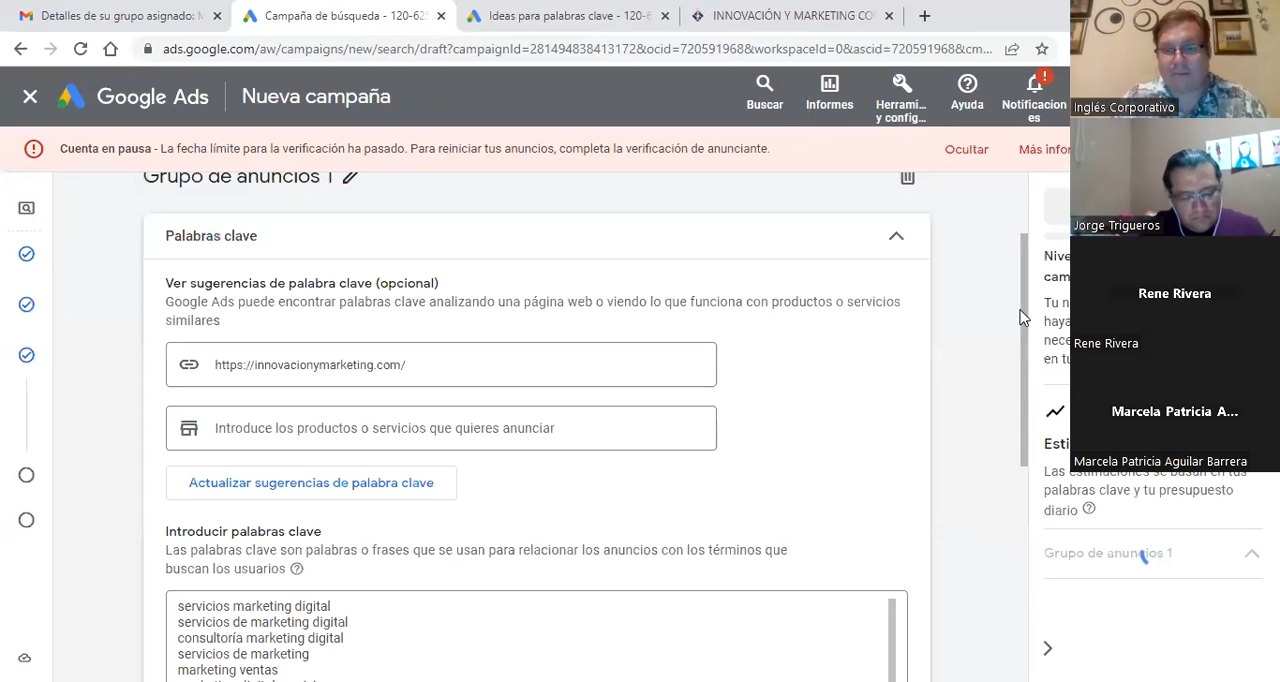 Detalles de su grupo asignado: M
Campaña de búsqueda - 120-62
Ideas para palabras clave - 120-6
INNOVACIÓN Y MARKETING CO
ads.google.com/aw/campaigns/new/search/draft?campaignId=281494838413172&ocid=720591968&workspaceId=0&ascid=720591968&cm...
Google Ads
Nueva campaña
Buscar
Informes
Herrami...
y config...
Ayuda
Notificacion
es
Cuenta en pausa - La fecha límite para la verificación ha pasado. Para reiniciar tus anuncios, completa la verificación de anunciante.
Ocultar
Más infor
Grupo de anuncios 1
Palabras clave
Ver sugerencias de palabra clave (opcional)
Google Ads puede encontrar palabras clave analizando una página web o viendo lo que funciona con productos o servicios
similares
https://innovacionymarketing.com/
Introduce los productos o servicios que quieres anunciar
Actualizar sugerencias de palabra clave
Introducir palabras clave
Las palabras clave son palabras o frases que se usan para relacionar los anuncios con los términos que
buscan los usuarios
servicios marketing digital
servicios de marketing digital
consultoría marketing digital
servicios de marketing
marketing ventas
Nive
cam
Tu n
haya
nece
en tu
Esti
Las estimaciones se basan en tus
palabras clave y tu presupuesto
diario
Grupo de anuncios 1
Inglés Corporativo
Jorge Trigueros
Rene Rivera
Rene Rivera
Marcela Patricia A...
Marcela Patricia Aguilar Barrera